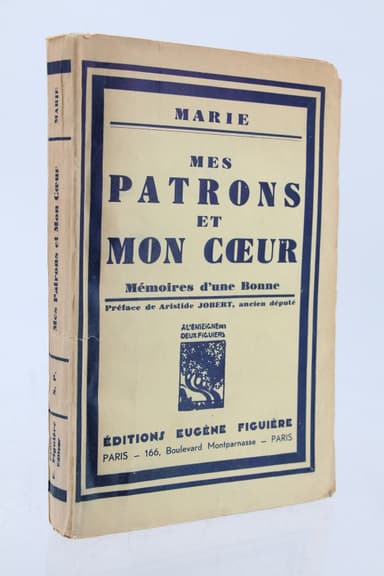 MARIE
MES
PATRONS
ET
MON CŒUR
Mémoires d'une Bonne
Préface de Aristide JOBERT, ancien député
A L'ENSEIGNE DES
DEUX FIGUIERS
ÉDITIONS EUGÈNE FIGUIÈRE
PARIS – 166, Boulevard Montparnasse – PARIS
MARIE
Mes Patrons et Mon Cœur
E. Figuière